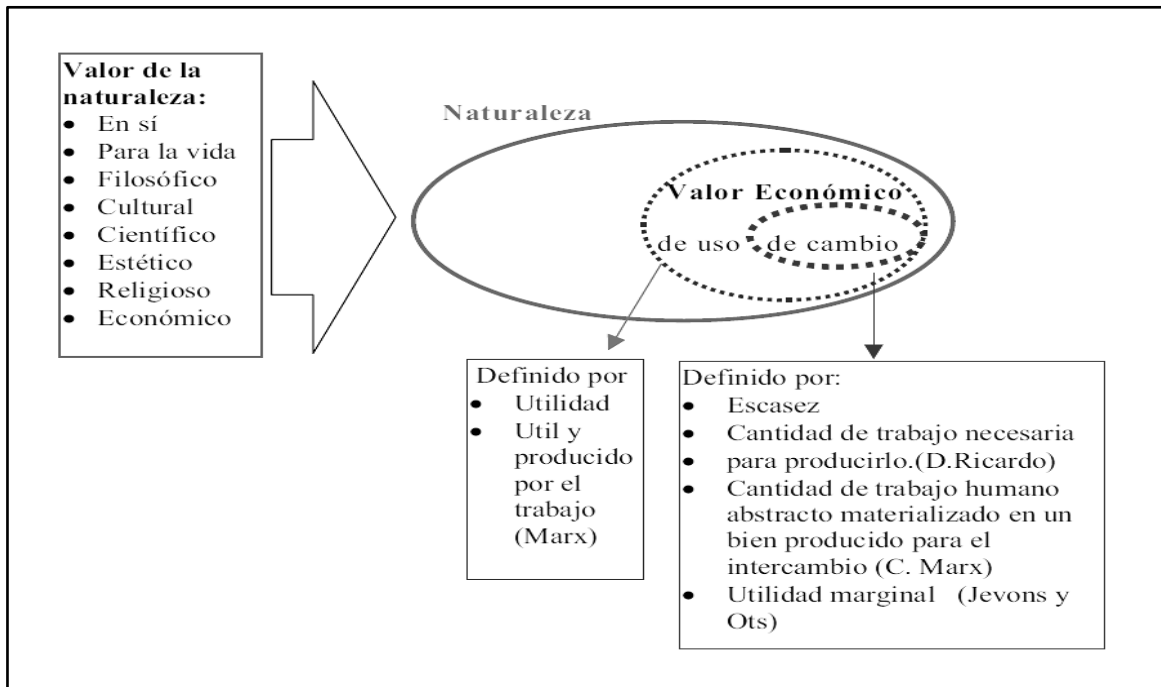 Valor de la
naturaleza:
• En sí
• Para la vida
• Filosófico
• Cultural
• Científico
• Estético
• Religioso
• Económico
Naturaleza
Valor Económico
de uso de cambio
Definido por
• Utilidad
• Util y
producido
por el
trabajo
(Marx)
Definido por:
• Escasez
• Cantidad de trabajo necesaria
• para producirlo.(D.Ricardo)
• Cantidad de trabajo humano
abstracto materializado en un
bien producido para el
intercambio (C. Marx)
• Utilidad marginal (Jevons y
Ots)